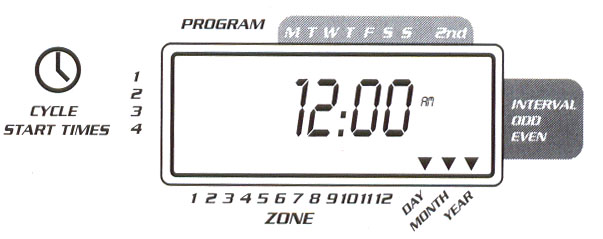 PROGRAM
M T W T F S S 2nd
1
2
3
4
CYCLE
START TIMES
12:00 AM
INTERVAL
ODD
EVEN
1 2 3 4 5 6 7 8 9 10 11 12
ZONE
DAY
MONTH
YEAR